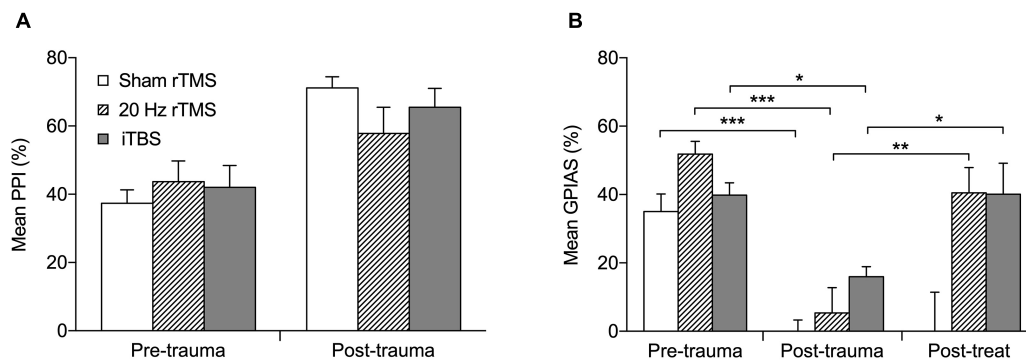 A
Mean PPI (%)
80
60
40
20
0
Sham rTMS
20 Hz rTMS
iTBS
Pre-trauma
Post-trauma
B
Mean GPIAS (%)
80
60
40
20
0
*
***
***
*
**
Pre-trauma
Post-trauma
Post-treat